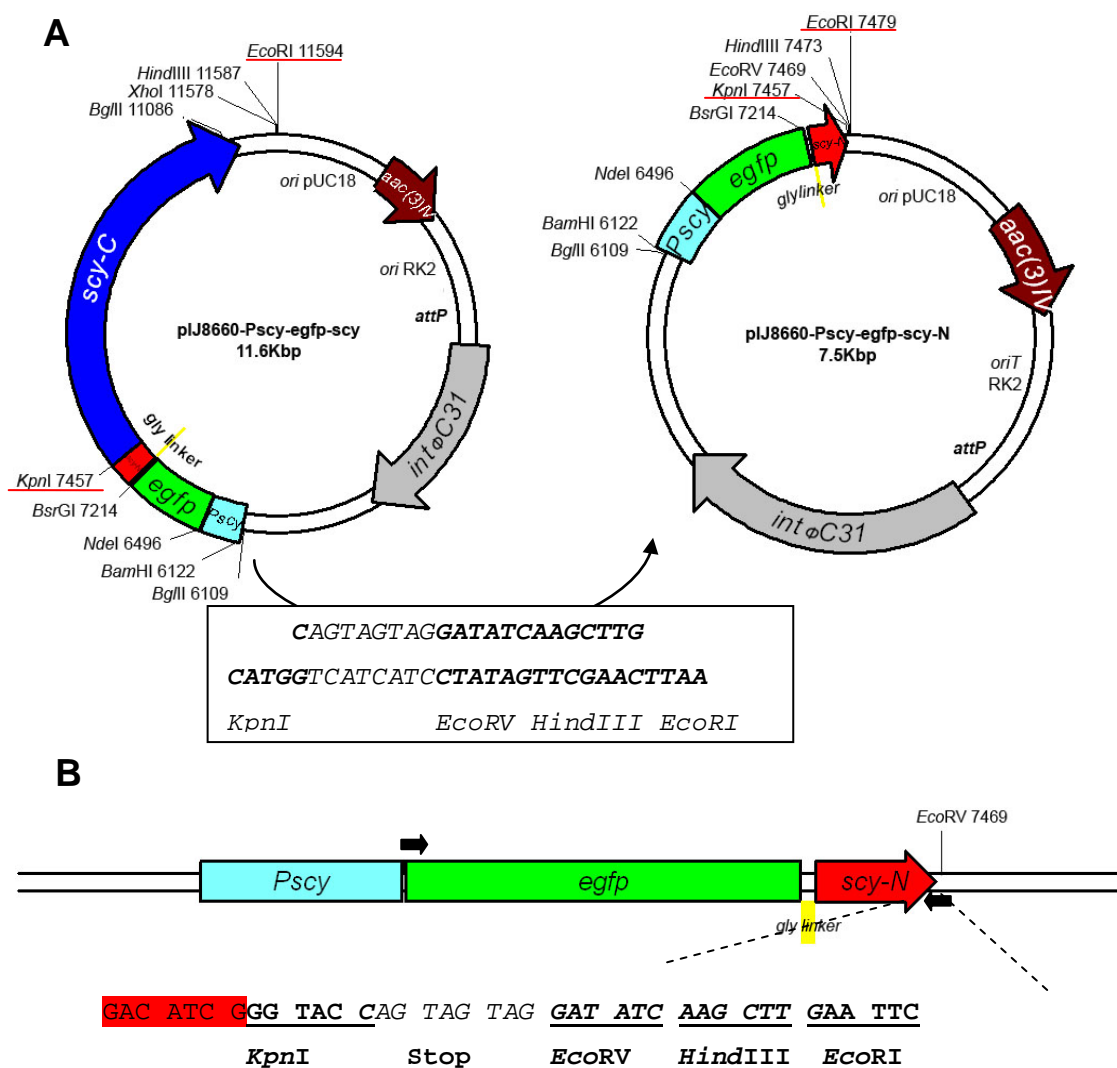 A
EcoRI 11594
HindIIII 11587
XhoI 11578
BglII 11086
ori pUC18
aac(3)IV
ori RK2
attP
scy-C
pIJ8660-Pscy-egfp-scy
11.6Kbp
gly linker
intΦC31
KpnI 7457
BsrGI 7214
egfp
Pscy
NdeI 6496
BamHI 6122
BglII 6109
EcoRI 7479
HindIIII 7473
EcoRV 7469
KpnI 7457
BsrGI 7214
scy-N
egfp
glylinker
NdeI 6496
Pscy
BamHI 6122
BglII 6109
ori pUC18
aac(3)IV
pIJ8660-Pscy-egfp-scy-N
7.5Kbp
oriT
RK2
attP
intΦC31
CAGTAGTAGGATATCAAGCTTG
CATGGTCATCATCCTATAGTTCGAACTTAA
KpnI EcoRV HindIII EcoRI
B
EcoRV 7469
Pscy egfp scy-N
gly linker
GAC ATC GGG TAC CAG TAG TAG GAT ATC AAG CTT GAA TTC
KpnI Stop EcoRV HindIII EcoRI